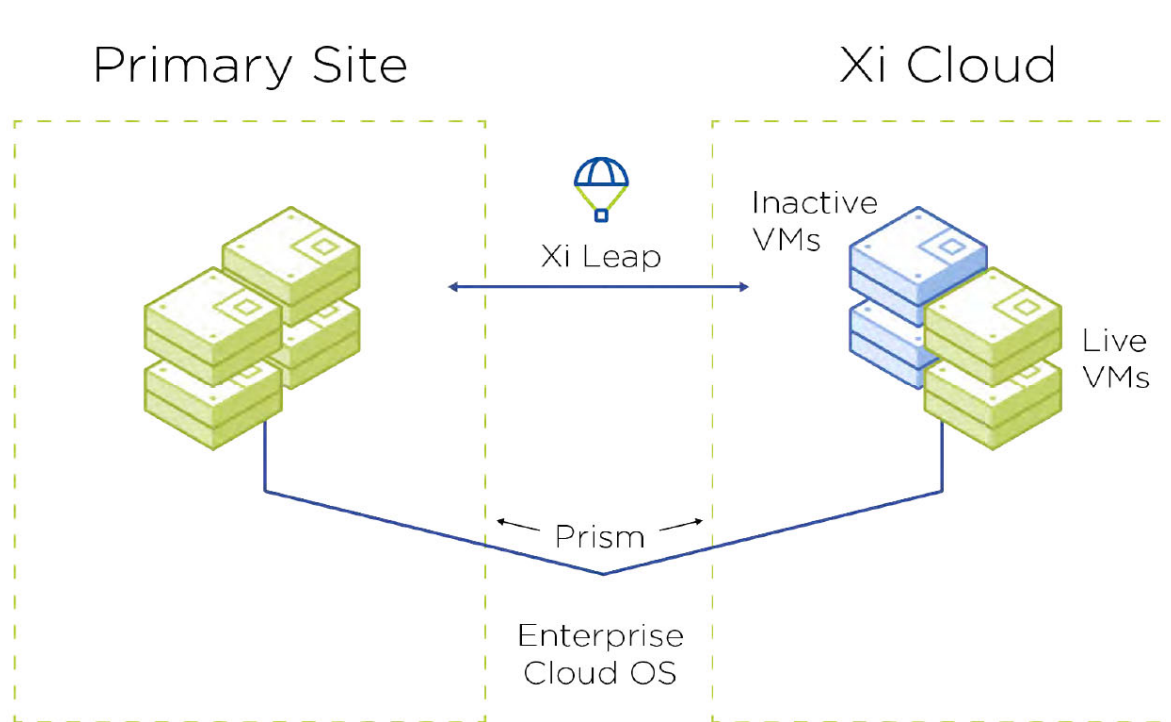 Primary Site
Xi Cloud
Xi Leap
Inactive
VMs
Live
VMs
Prism
Enterprise
Cloud OS